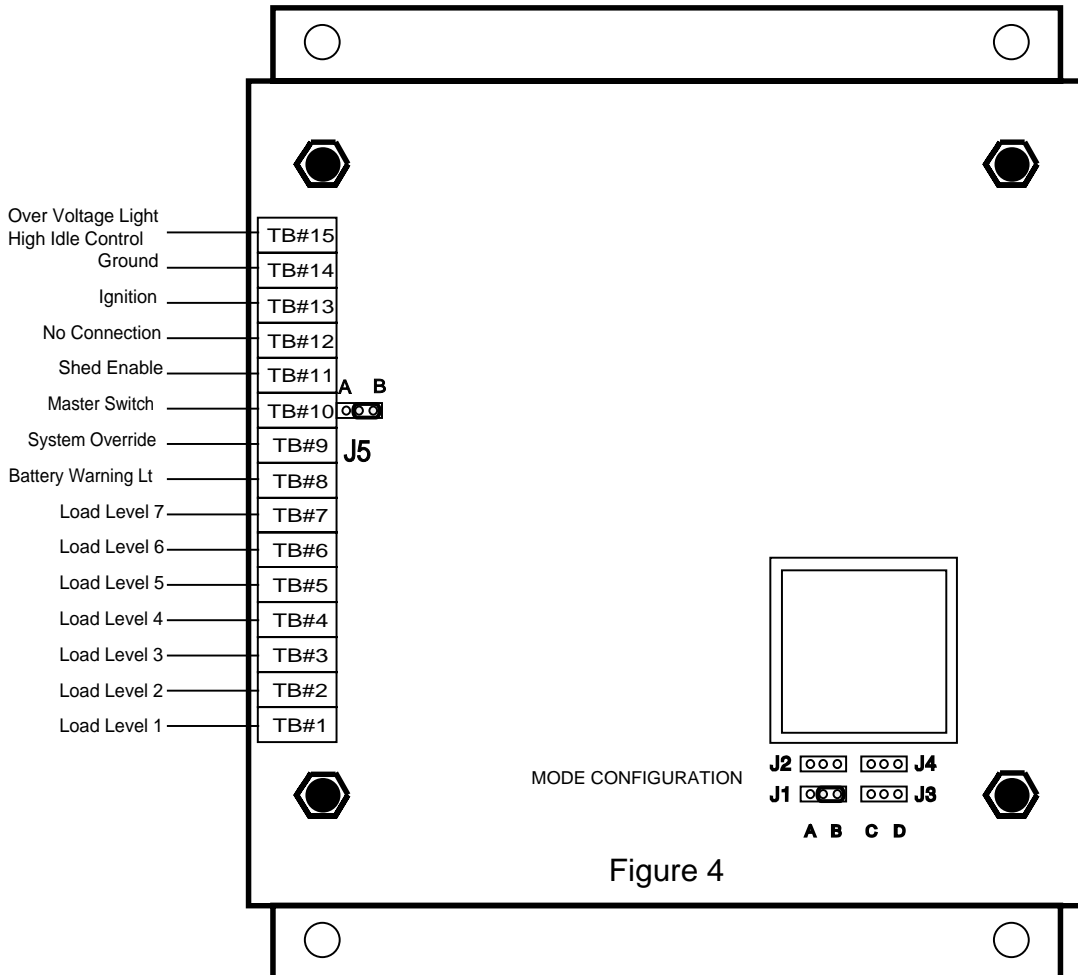 Over Voltage Light
High Idle Control
TB#15
Ground
TB#14
Ignition
TB#13
No Connection
TB#12
Shed Enable
TB#11
A B
Master Switch
TB#10
System Override
TB#9
J5
Battery Warning Lt
TB#8
Load Level 7
TB#7
Load Level 6
TB#6
Load Level 5
TB#5
Load Level 4
TB#4
Load Level 3
TB#3
Load Level 2
TB#2
Load Level 1
TB#1
J2
J4
MODE CONFIGURATION
J1
J3
A B C D
Figure 4